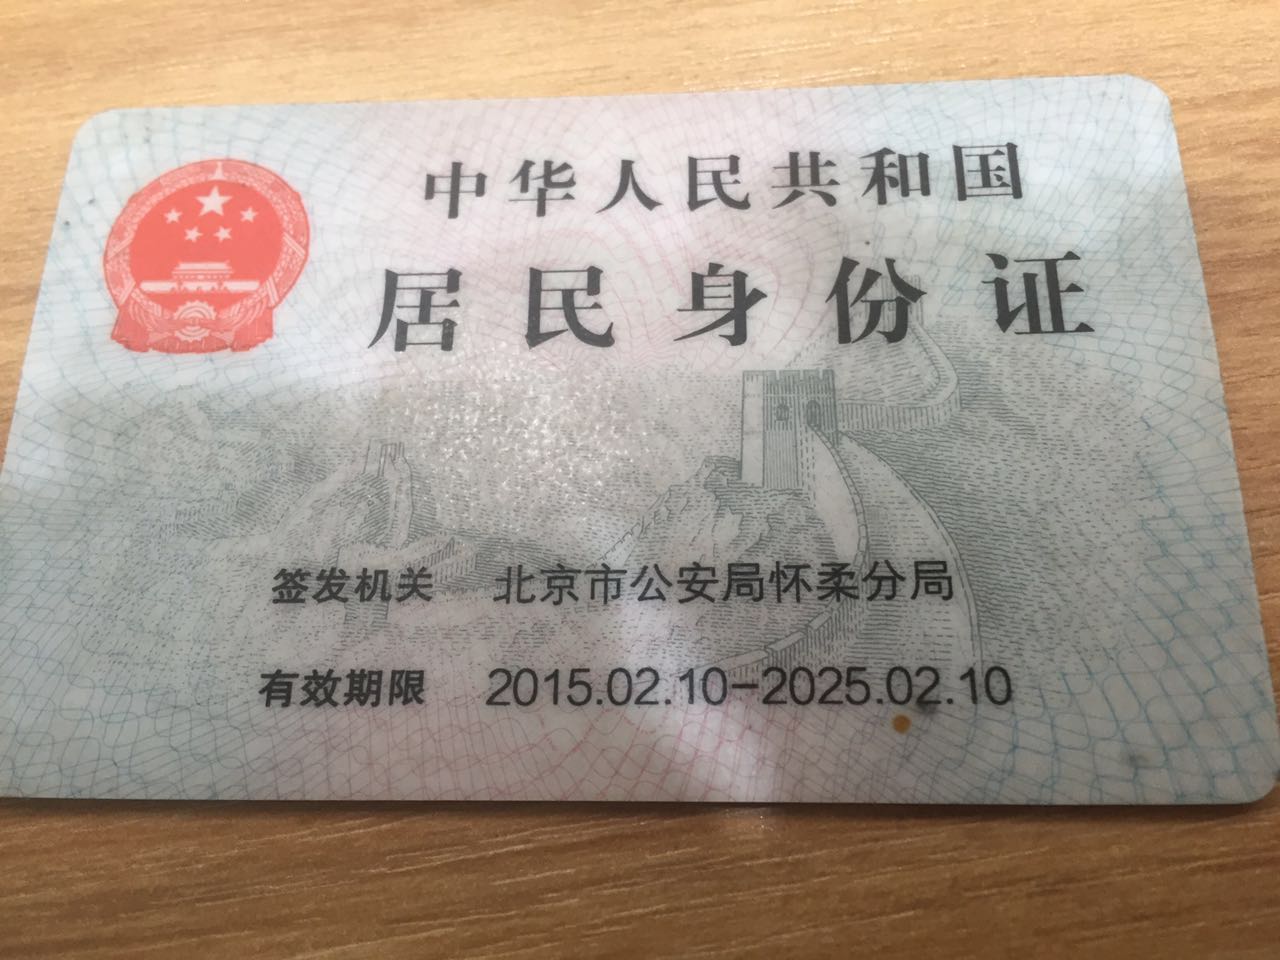 中华人民共和国
居民身份证
签发机关 北京市公安局怀柔分局
有效期限 2015.02.10-2025.02.10